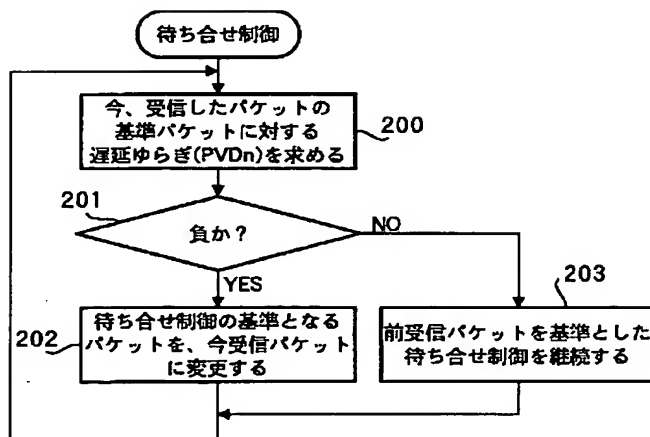 待ち合せ制御
今、受信したパケットの
基準パケットに対する
遅延ゆらぎ(PVDn)を求める
200
201
負か？
NO
YES
203
202
待ち合せ制御の基準となる
パケットを、今受信パケット
に変更する
前受信パケットを基準とした
待ち合せ制御を継続する